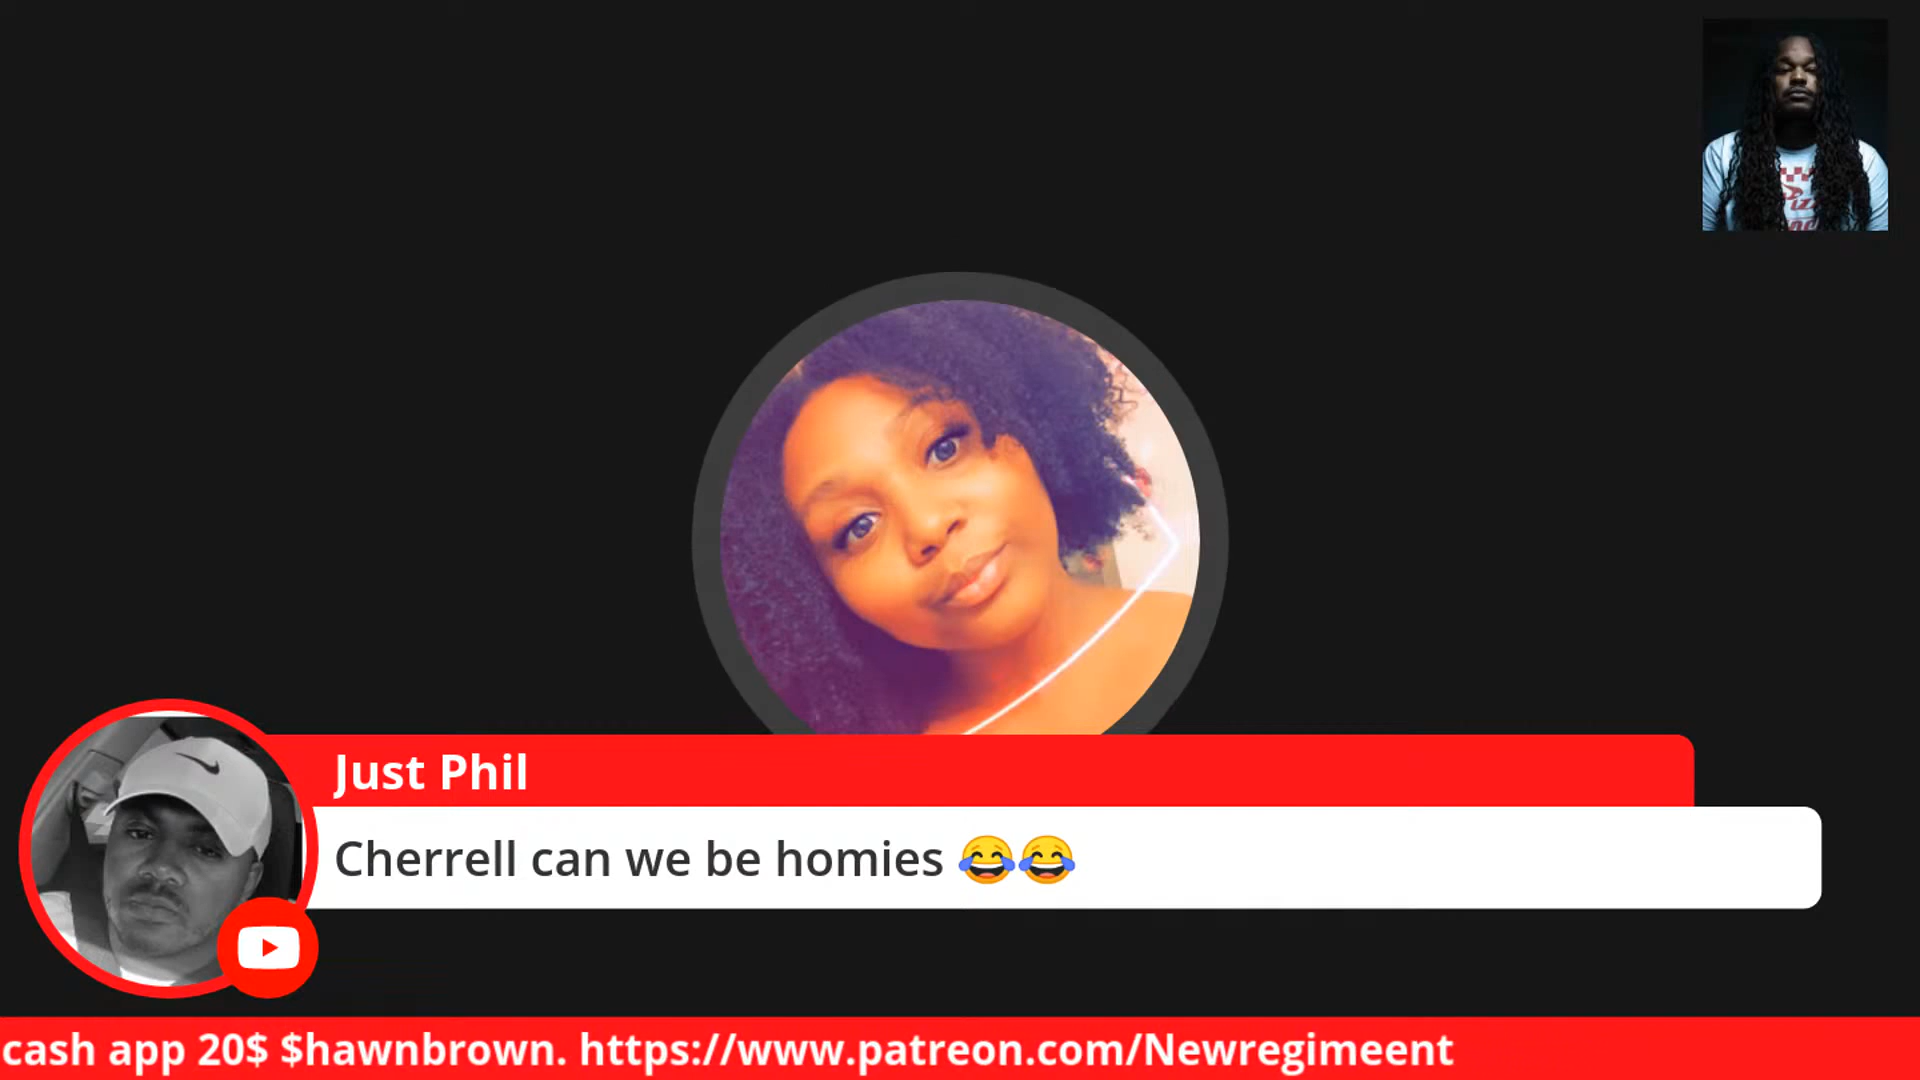 Just Phil
Cherrell can we be homies 😂😂
cash app 20$ $hawnbrown. https://www.patreon.com/Newregimeent